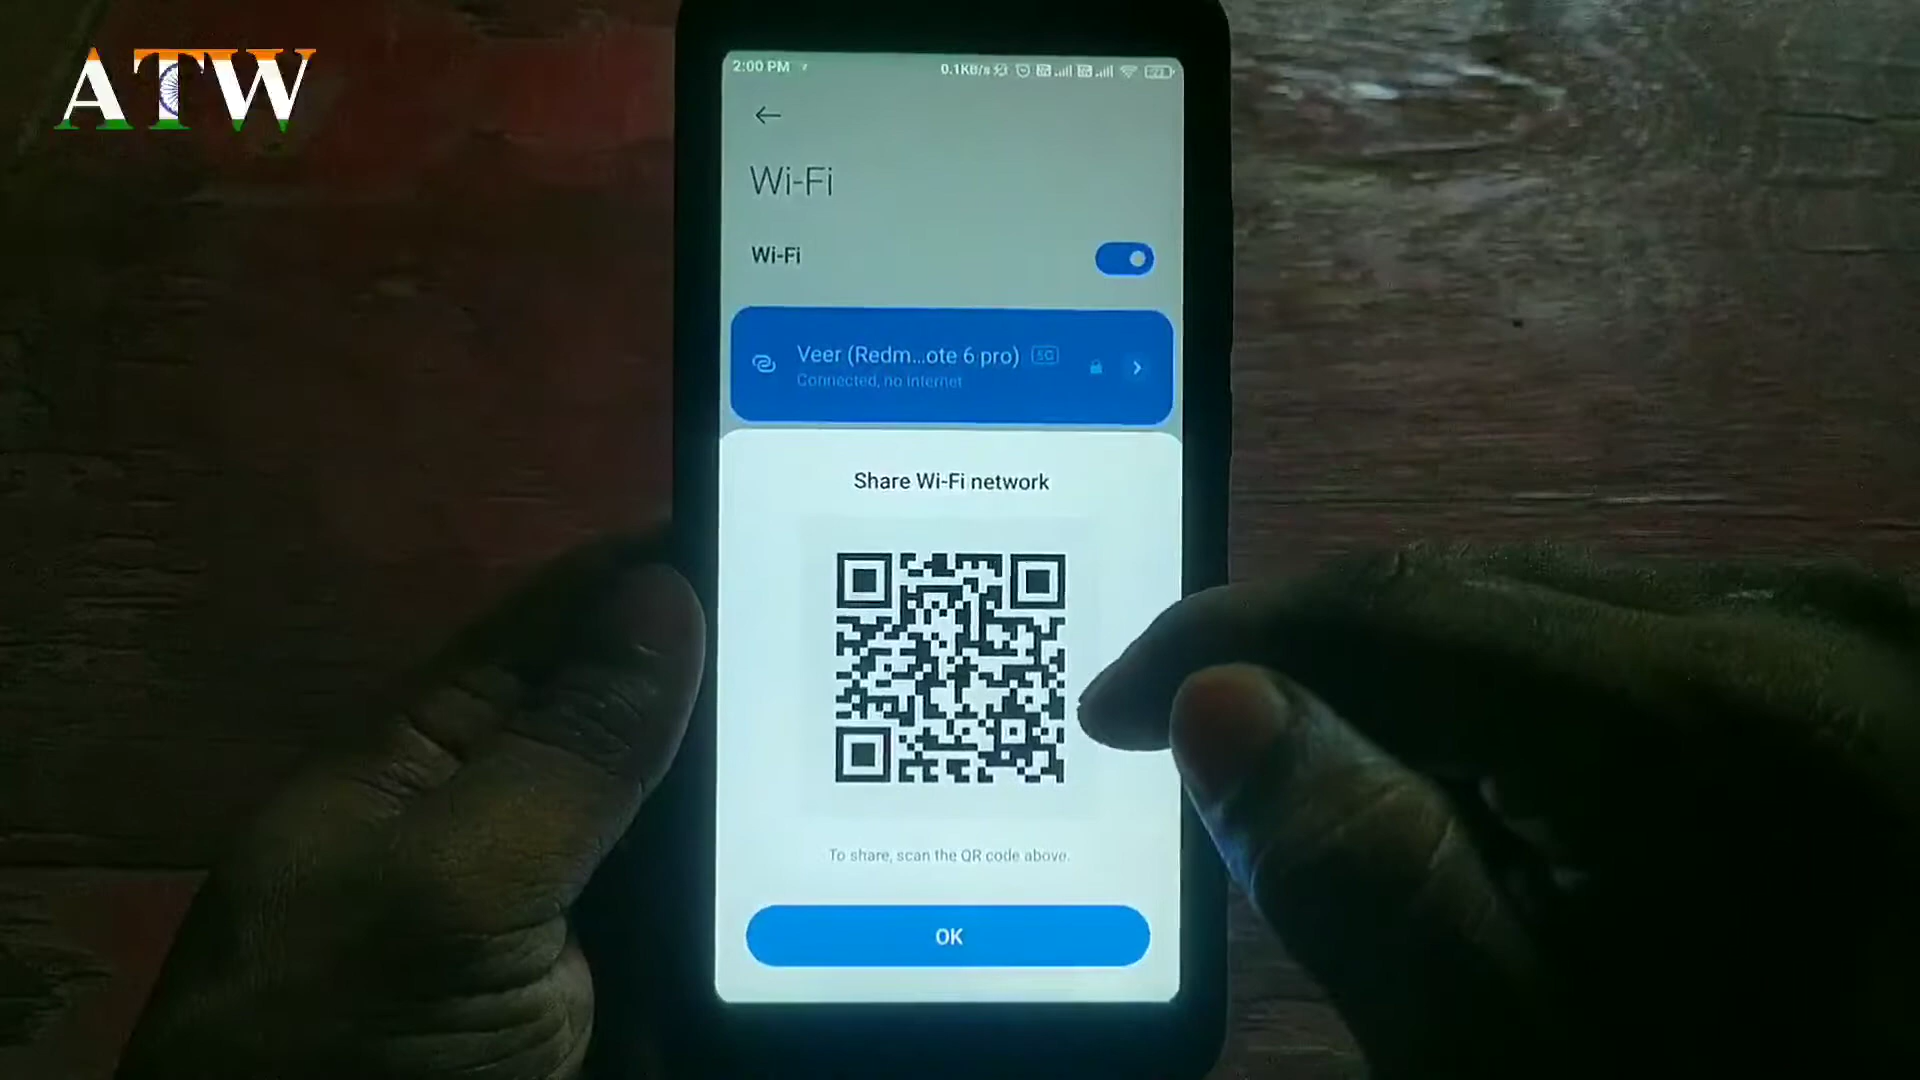 ATW
2:00 PM
0.1KB/s
Wi-Fi
Wi-Fi
Veer (Redm...ote 6 pro) 5G
Connected, no internet
Share Wi-Fi network
To share, scan the QR code above.
OK